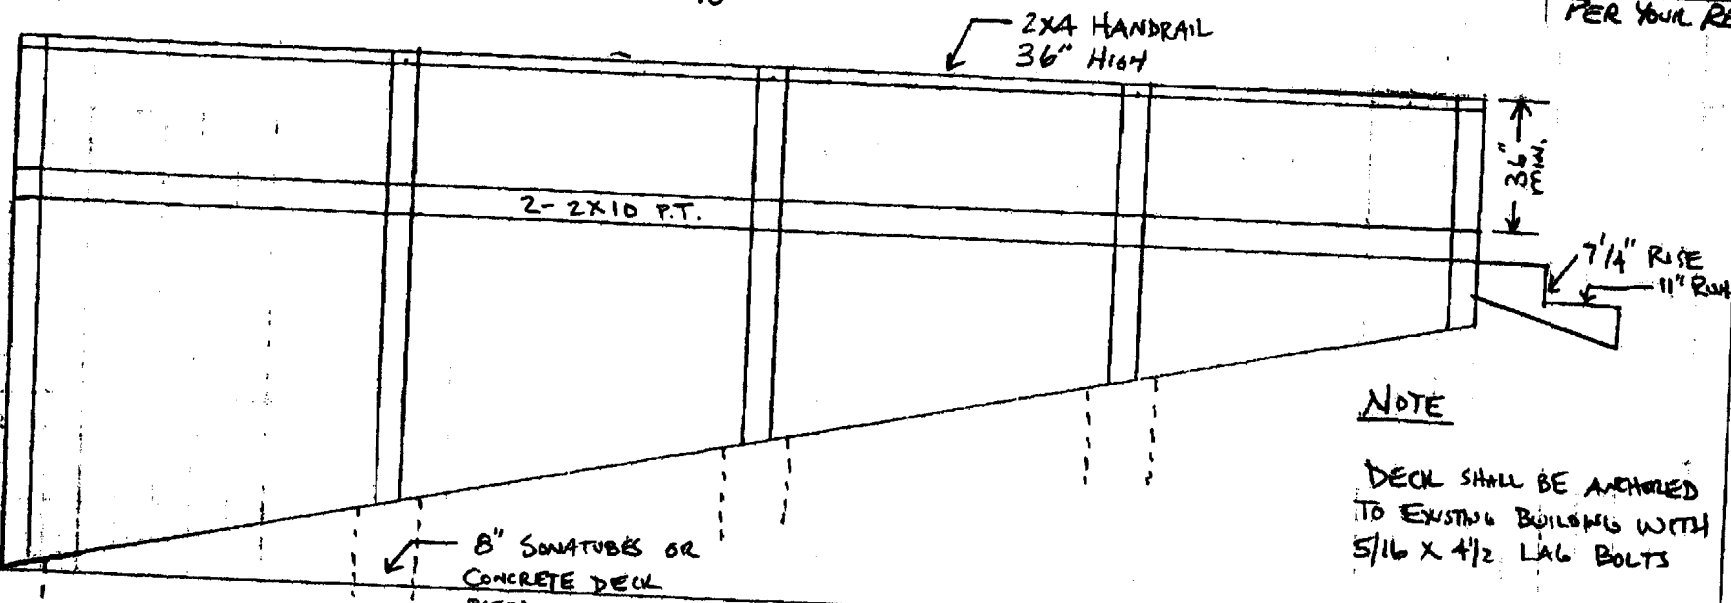 PER YOUR RE
2X4 HANDRAIL
36" HIGH
36"
MIN.
2- 2X10 P.T.
7 1/4" RISE
11" RUN
NOTE
DECK SHALL BE ANCHORED
TO EXISTING BUILDING WITH
5/16 X 4 1/2 LAG BOLTS
8" SONATUBES OR
CONCRETE DECK